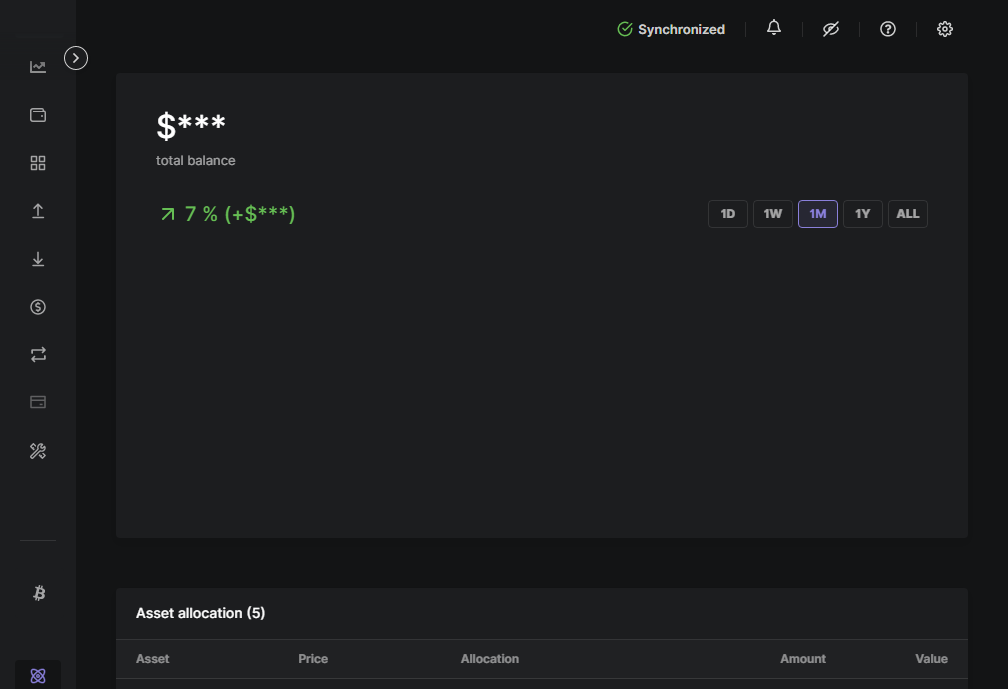 Synchronized
$***
total balance
7 % (+$***)
1D 1W 1M 1Y ALL
Asset allocation (5)
Asset Price Allocation Amount Value